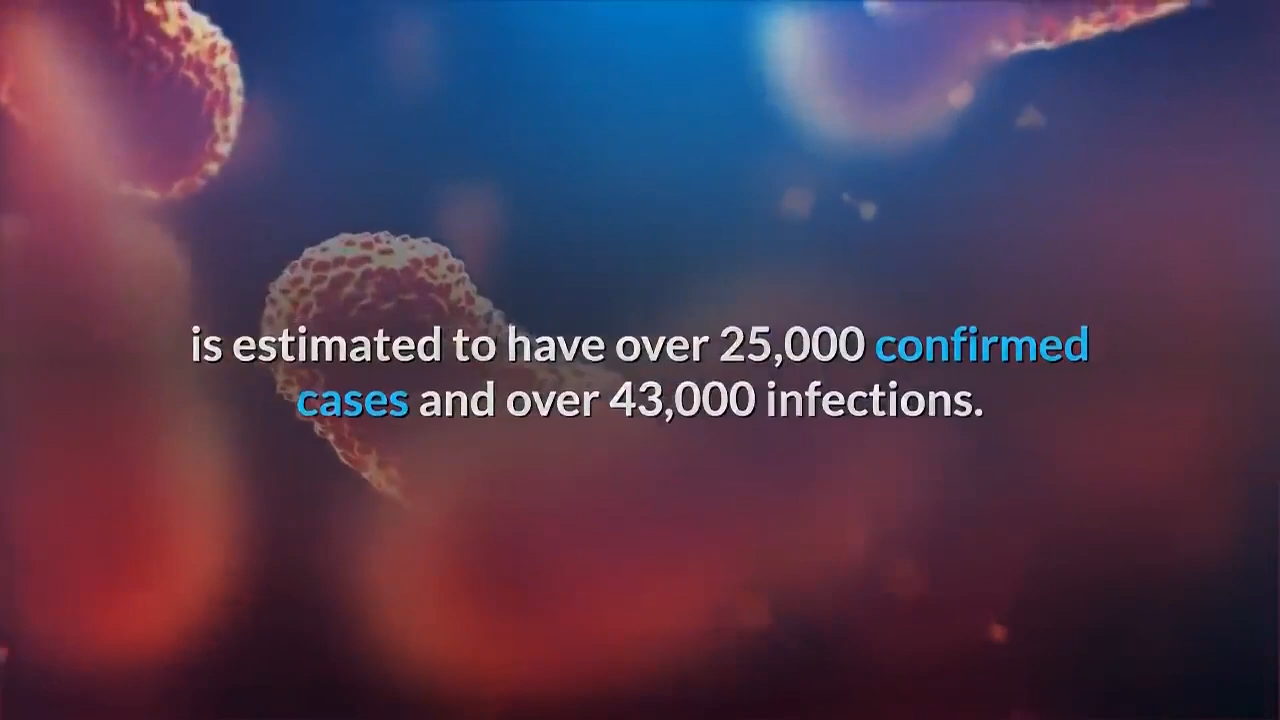 is estimated to have over 25,000 confirmed
cases and over 43,000 infections.